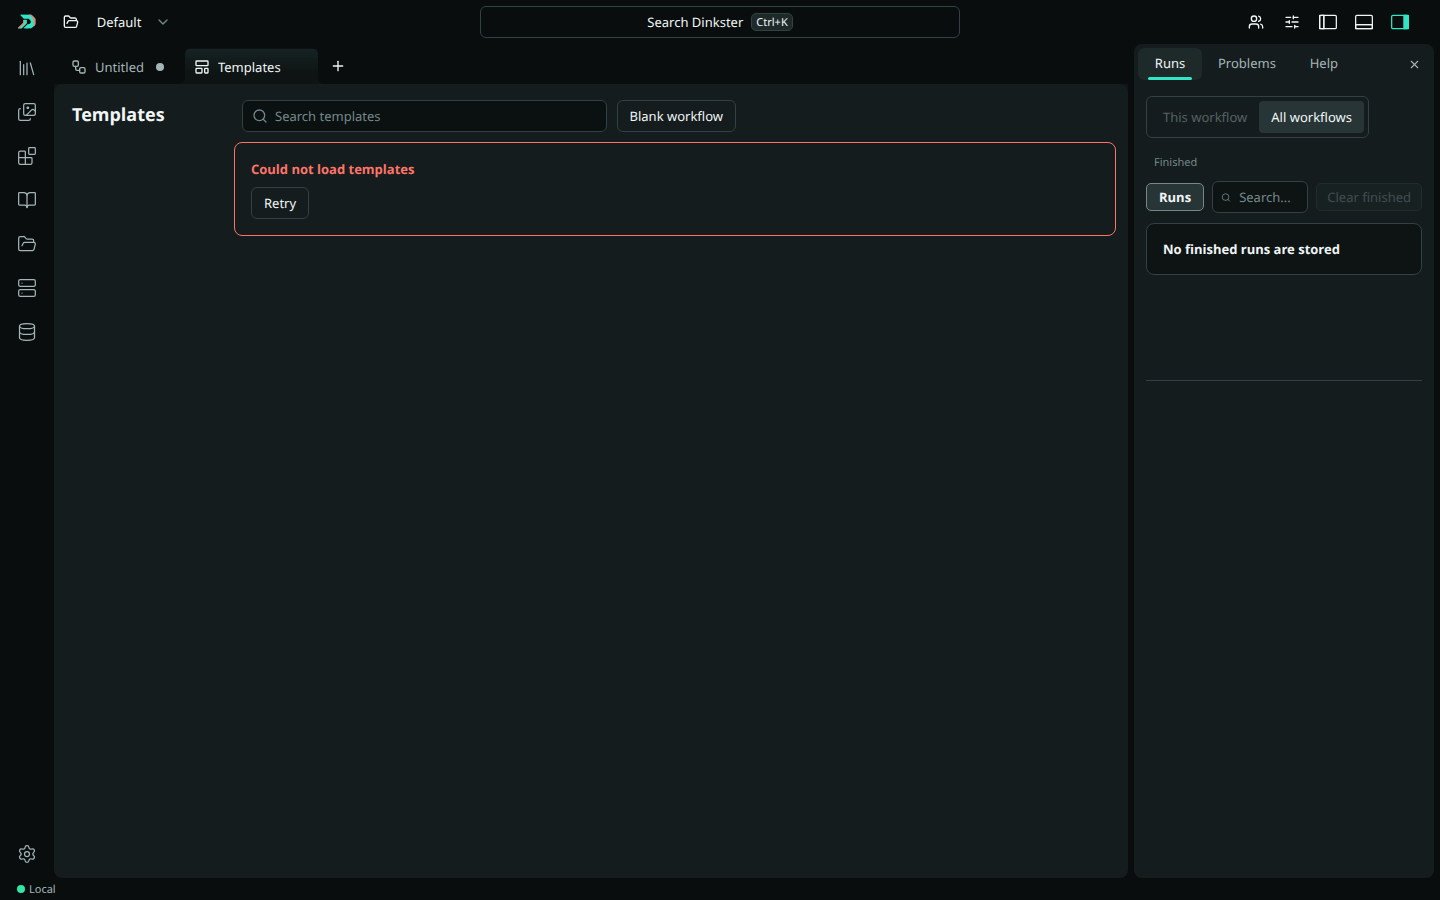 Default
Search Dinkster Ctrl+K
Untitled
Templates
Templates
Search templates
Blank workflow
Could not load templates
Retry
Runs
Problems
Help
This workflow
All workflows
Finished
Runs
Search...
Clear finished
No finished runs are stored
Local